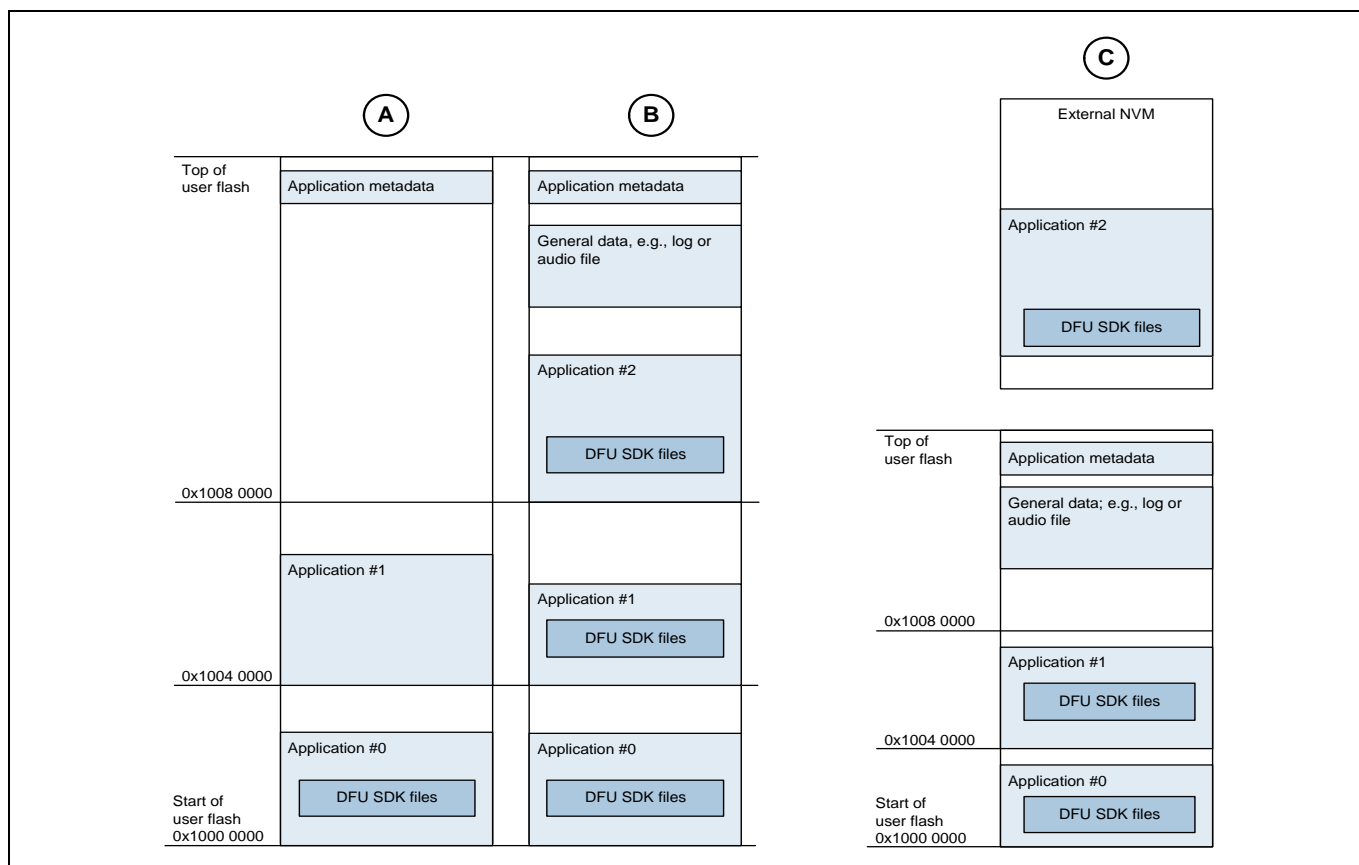 A
B
C
Top of
user flash
Application metadata
0x1008 0000
Application #1
0x1004 0000
Application #0
DFU SDK files
Start of
user flash
0x1000 0000
Application metadata
General data, e.g., log or
audio file
Application #2
DFU SDK files
Application #1
DFU SDK files
Application #0
DFU SDK files
External NVM
Application #2
DFU SDK files
Top of
user flash
Application metadata
General data; e.g., log or
audio file
0x1008 0000
Application #1
DFU SDK files
0x1004 0000
Application #0
DFU SDK files
Start of
user flash
0x1000 0000